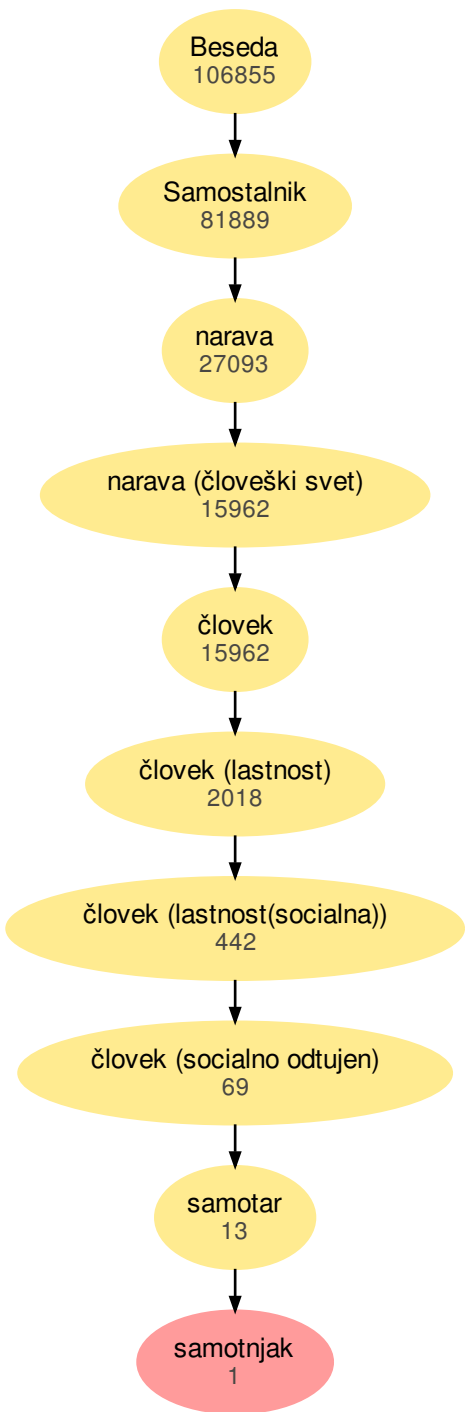 Beseda
106855
Samostalnik
81889
narava
27093
narava (človeški svet)
15962
človek
15962
človek (lastnost)
2018
človek (lastnost(socialna))
442
človek (socialno odtujen)
69
samotar
13
samotnjak
1